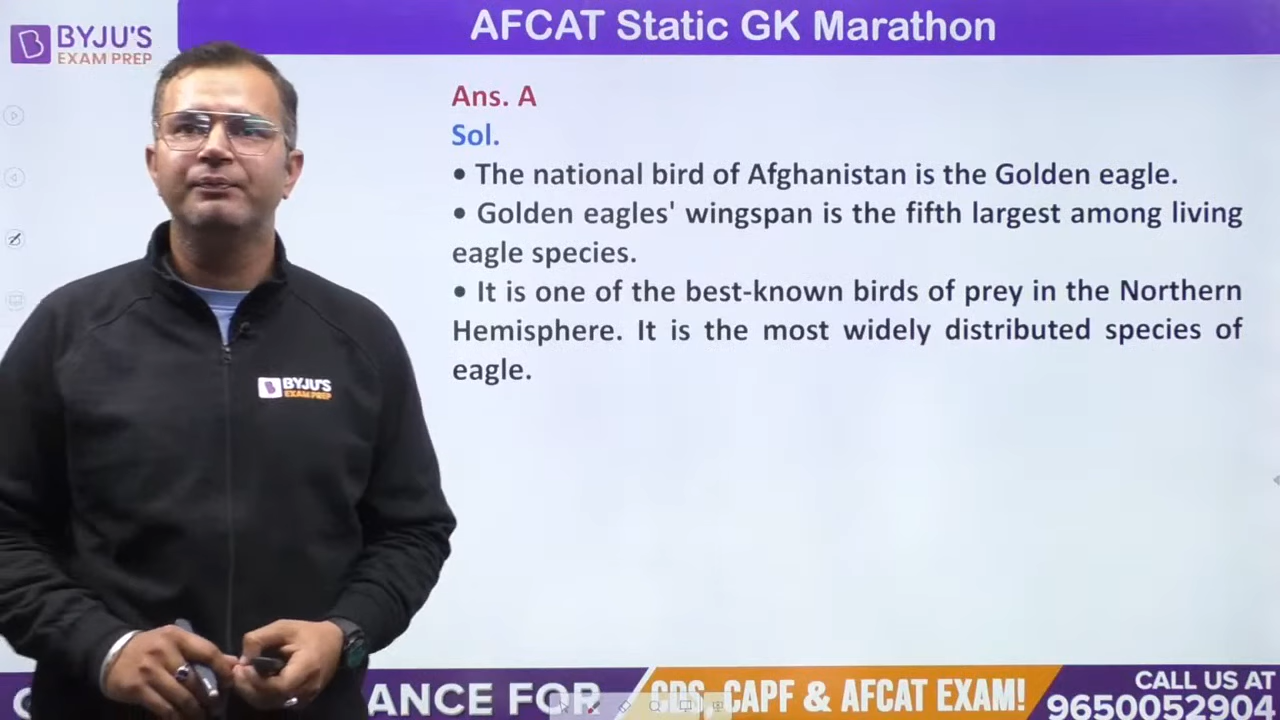 BYJU'S
EXAM PREP
AFCAT Static GK Marathon
Ans. A
Sol.
• The national bird of Afghanistan is the Golden eagle.
• Golden eagles' wingspan is the fifth largest among living
eagle species.
• It is one of the best-known birds of prey in the Northern
Hemisphere. It is the most widely distributed species of
eagle.
BYJU'S
EXAM PREP
ANCE FOR
CDS, CAPF & AFCAT EXAM!
CALL US AT
9650052904